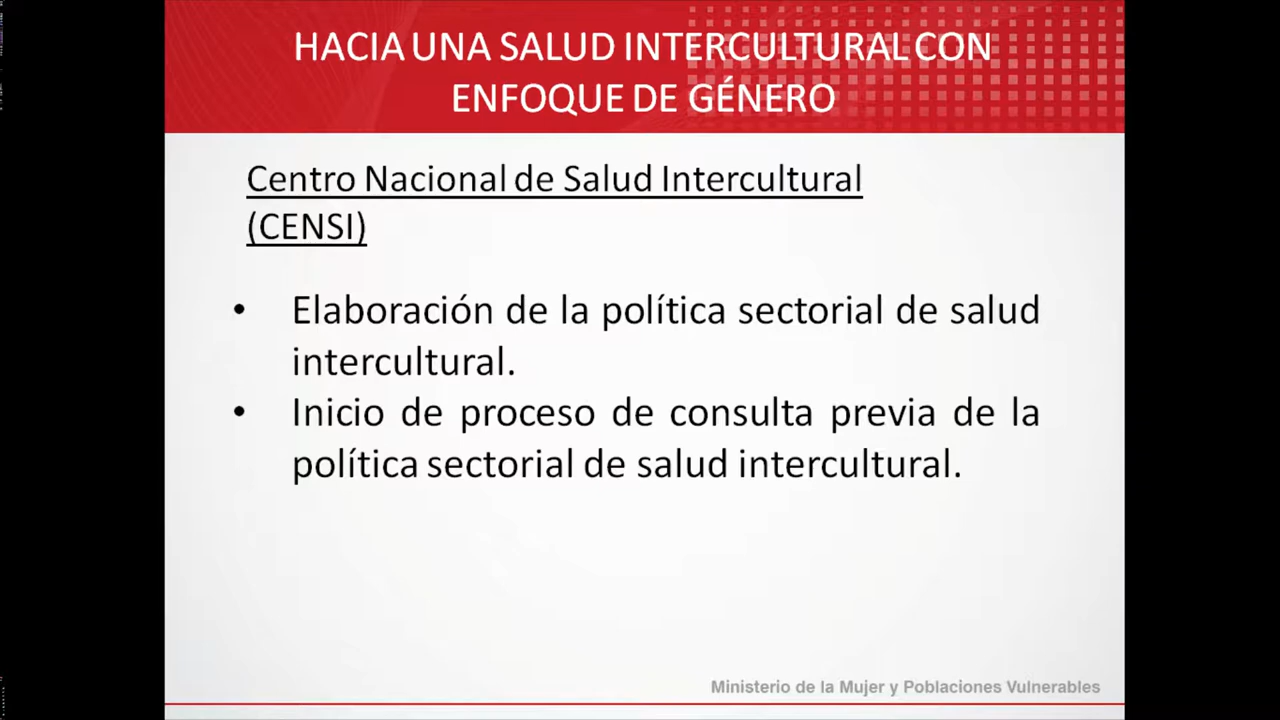 HACIA UNA SALUD INTERCULTURAL CON
ENFOQUE DE GÉNERO
Centro Nacional de Salud Intercultural
(CENSI)
• Elaboración de la política sectorial de salud
intercultural.
• Inicio de proceso de consulta previa de la
política sectorial de salud intercultural.
Ministerio de la Mujer y Poblaciones Vulnerables